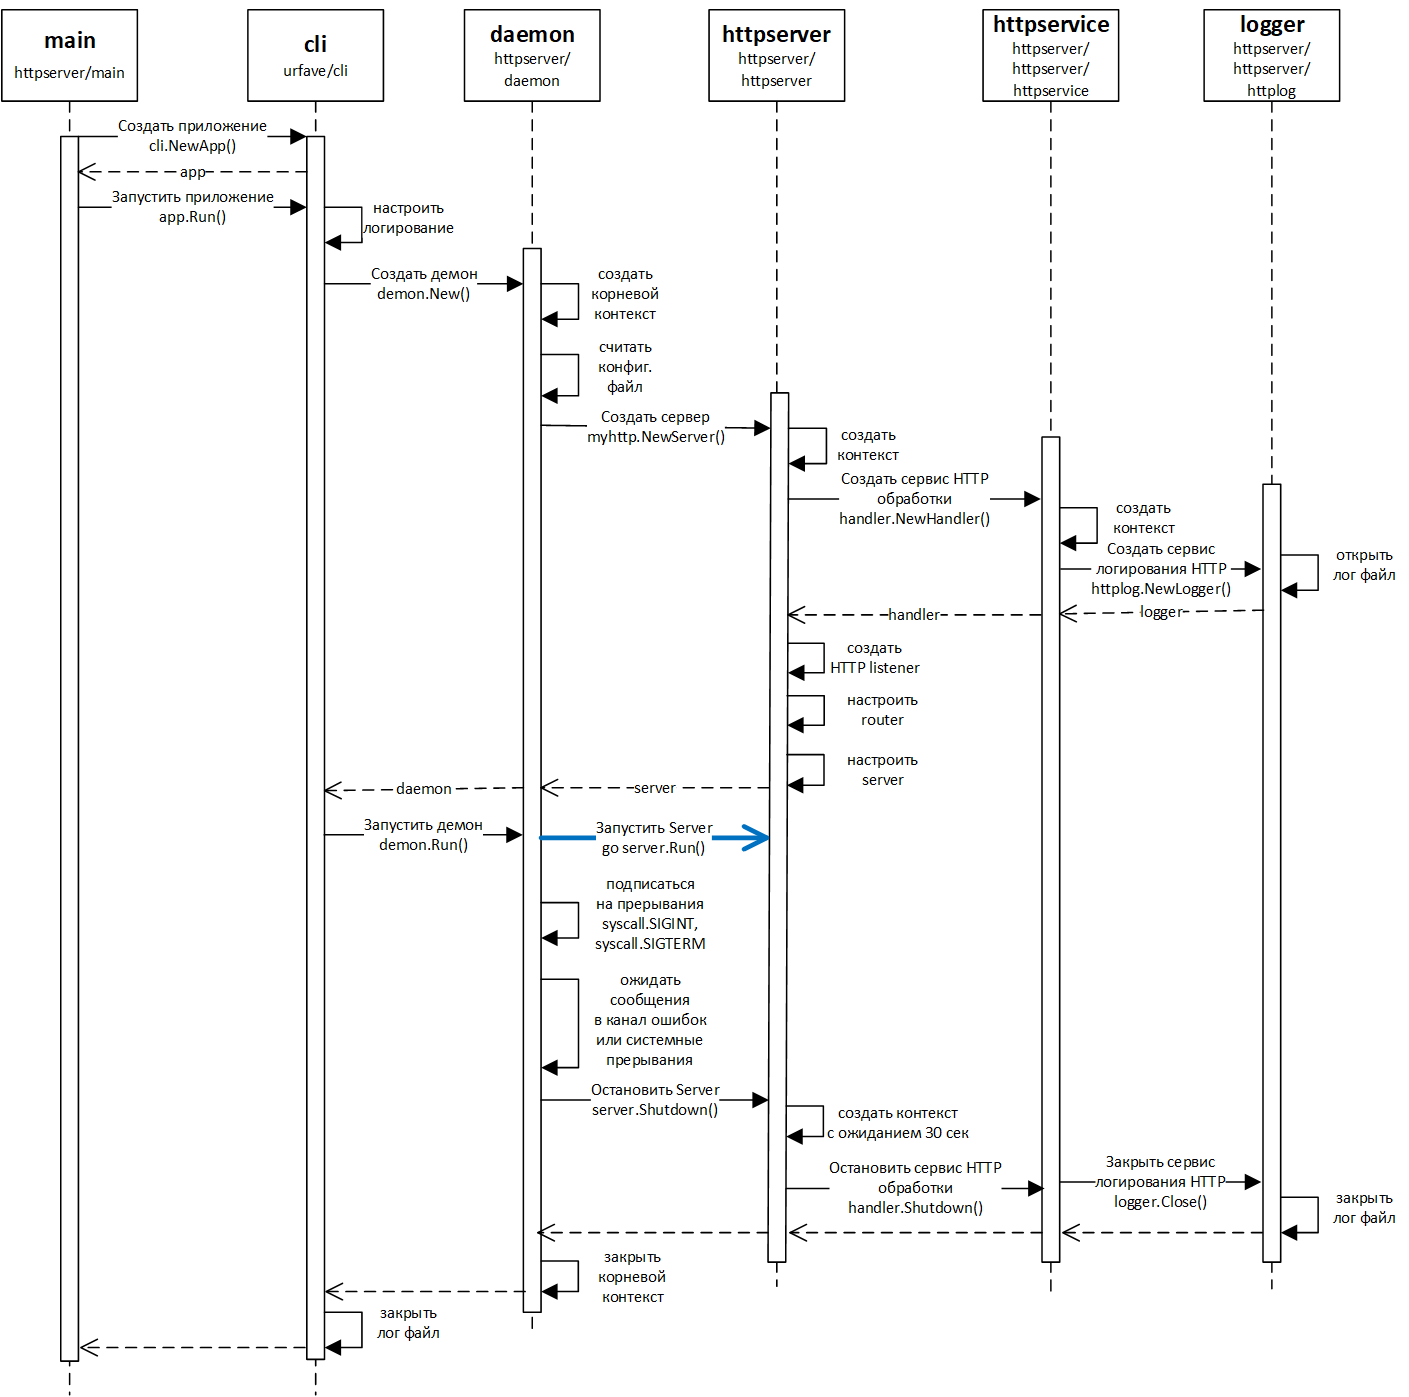 main
httpserver/main
cli
urfave/cli
daemon
httpserver/
daemon
httpserver
httpserver/
httpserver
httpservice
httpserver/
httpserver/
httpservice
logger
httpserver/
httpserver/
httplog
Создать приложение
cli.NewApp()
app
Запустить приложение
app.Run()
настроить
логирование
Создать демон
demon.New()
создать
корневой
контекст
считать
конфиг.
файл
Создать сервер
myhttp.NewServer()
создать
контекст
Создать сервис HTTP
обработки
handler.NewHandler()
создать
контекст
Создать сервис
логирования HTTP
httplog.NewLogger()
открыть
лог файл
logger
handler
создать
HTTP listener
настроить
router
настроить
server
server
daemon
Запустить демон
demon.Run()
Запустить Server
go server.Run()
подписаться
на прерывания
syscall.SIGINT,
syscall.SIGTERM
ожидать
сообщения
в канал ошибок
или системные
прерывания
Остановить Server
server.Shutdown()
создать контекст
с ожиданием 30 сек
Остановить сервис HTTP
обработки
handler.Shutdown()
Закрыть сервис
логирования HTTP
logger.Close()
закрыть
лог файл
закрыть
корневой
контекст
закрыть
лог файл